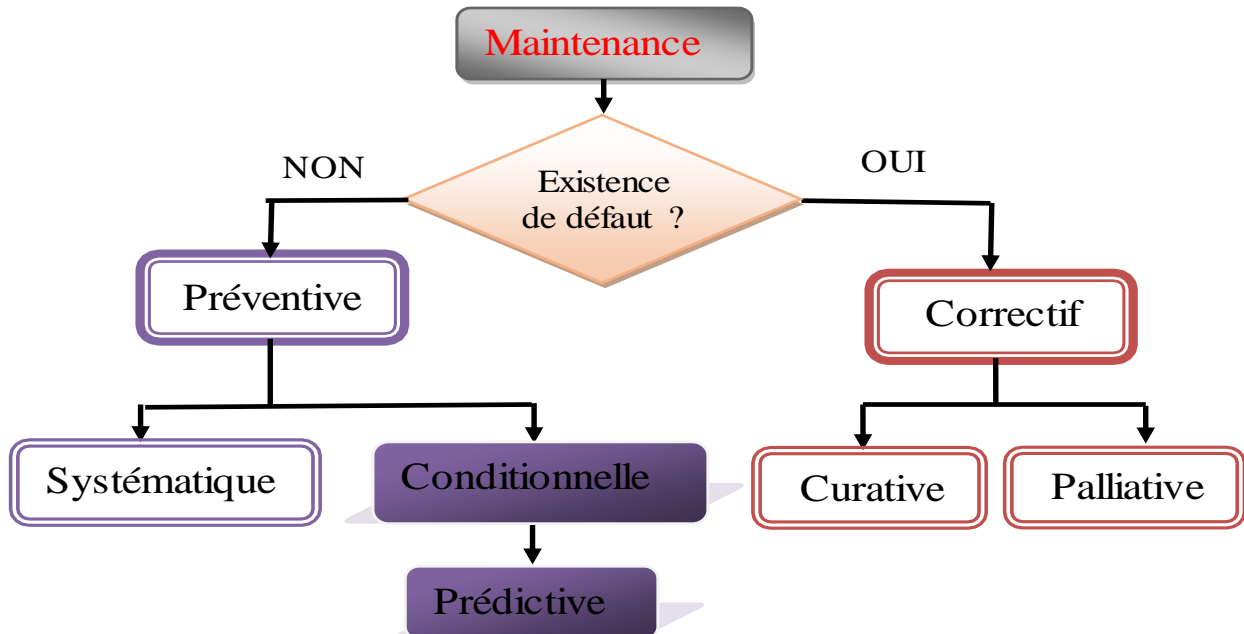 Maintenance
NON
OUI
Existence
de défaut ?
Préventive
Correctif
Systématique
Conditionnelle
Curative
Palliative
Prédictive